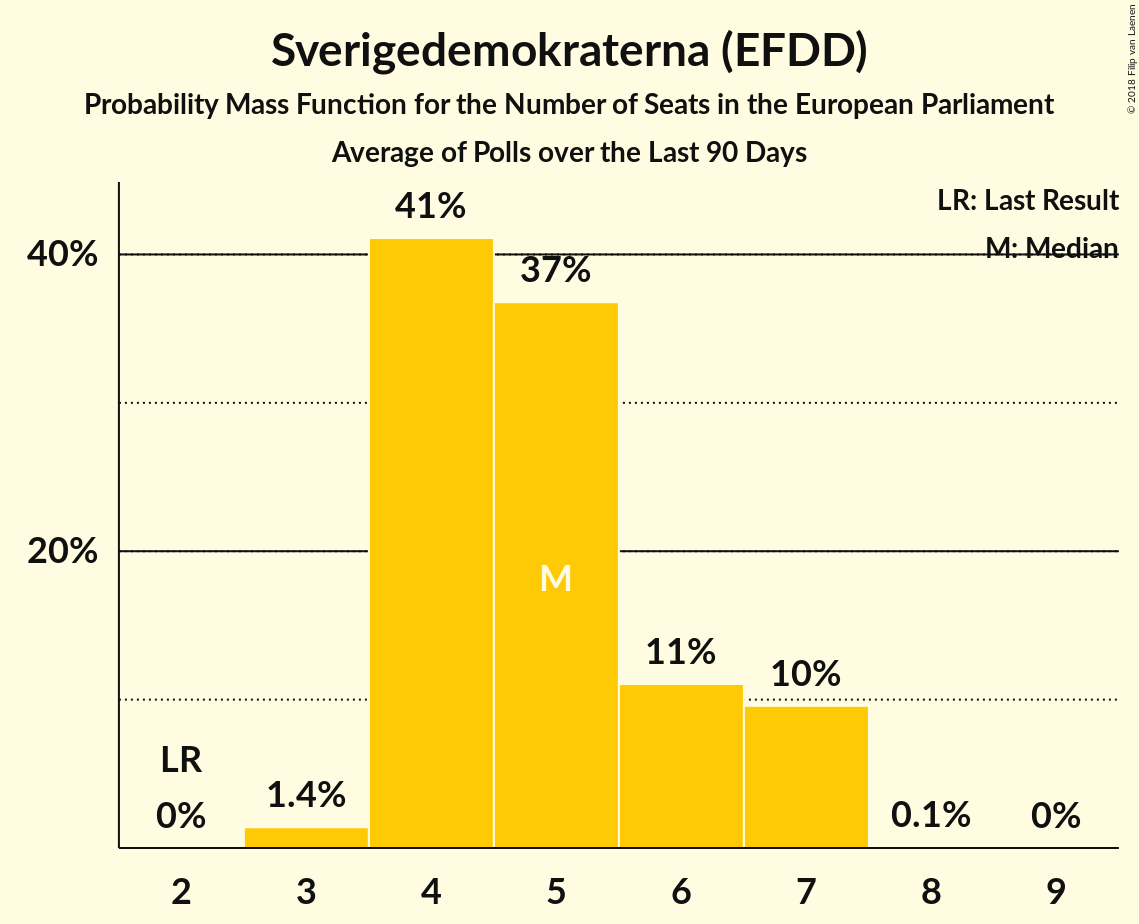 Sverigedemokraterna (EFDD)
Probability Mass Function for the Number of Seats in the European Parliament
Average of Polls over the Last 90 Days
© 2018 Filip van Laenen
LR: Last Result
M: Median
40%
20%
41%
37%
M
11%
10%
LR
0%
1.4%
0.1%
0%
2 3 4 5 6 7 8 9